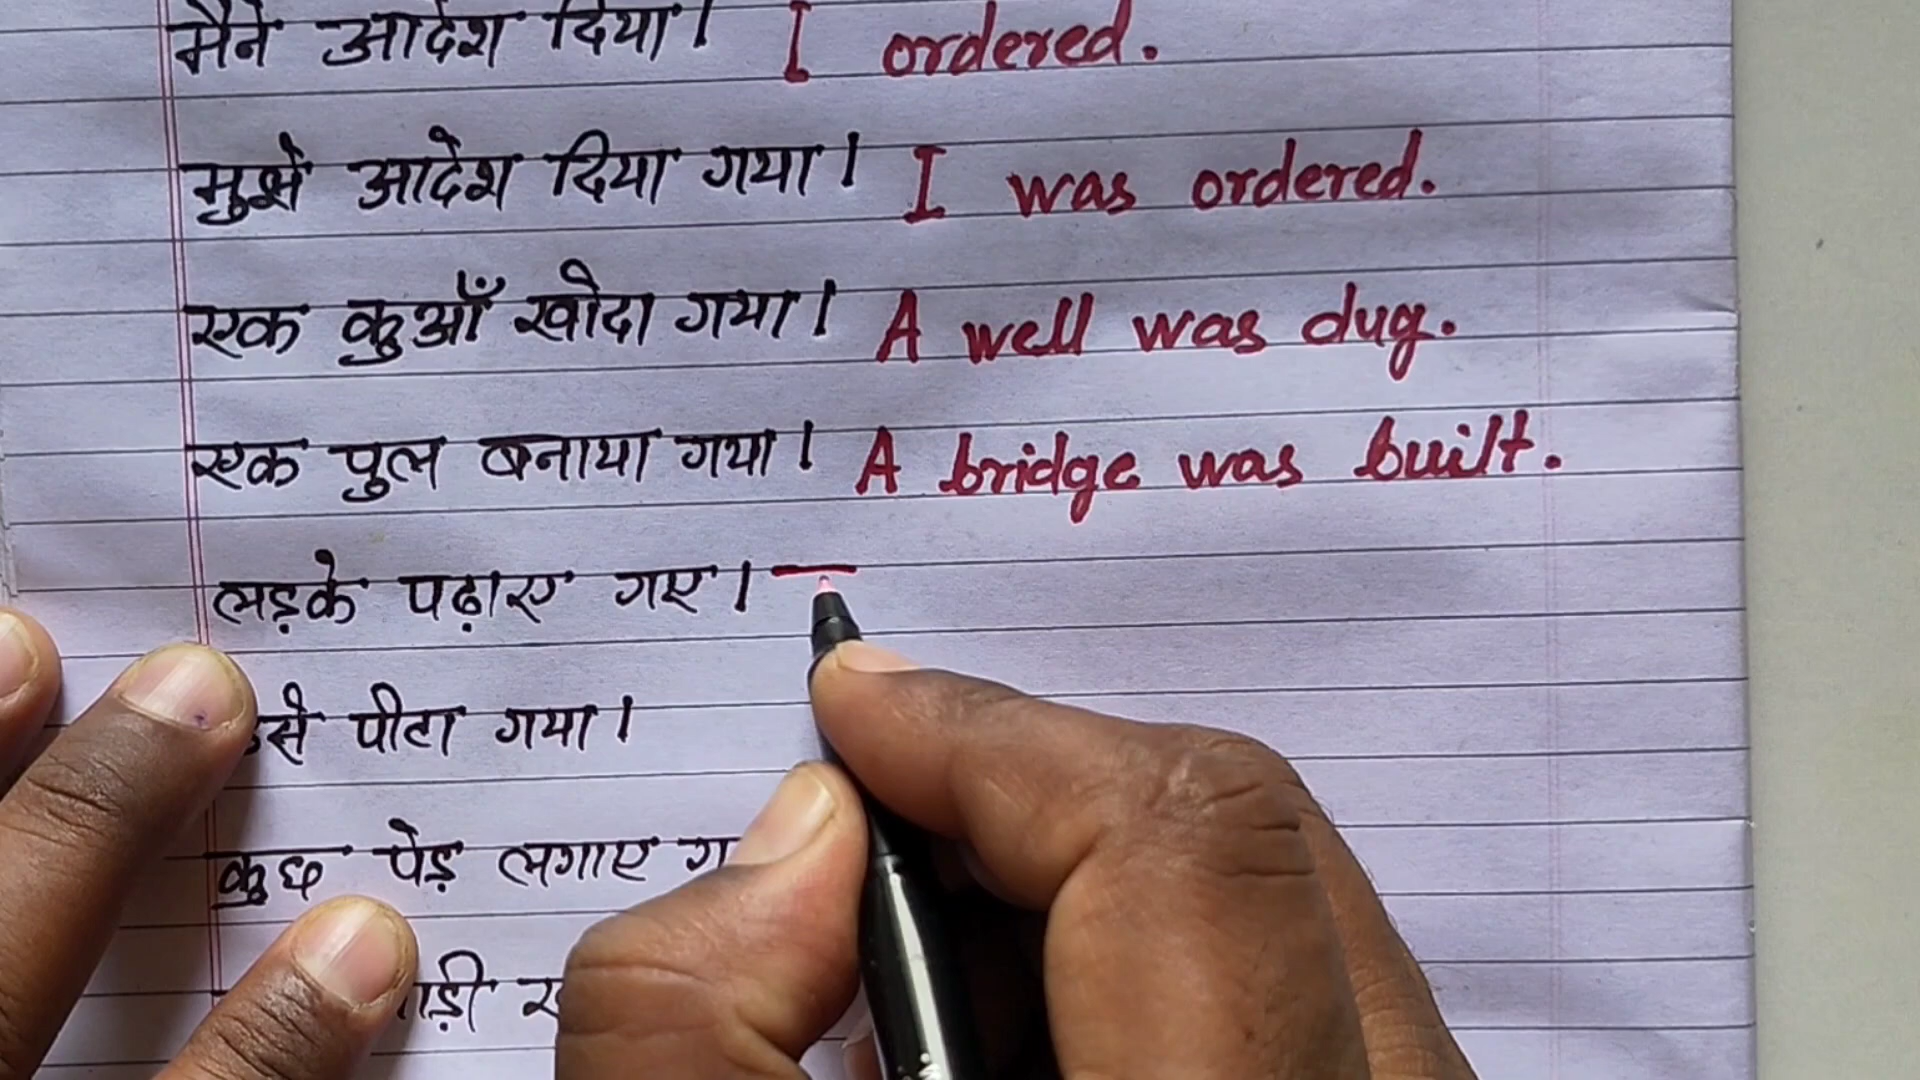 मैने आदेश दिया। I ordered.
मुझे आदेश दिया गया। I was ordered.
एक कुआँ खोदा गया। A well was dug.
एक पुल बनाया गया। A bridge was built.
लड़के पढ़ाए गए।
पीटा गया।
कुछ पेड़ लगाए